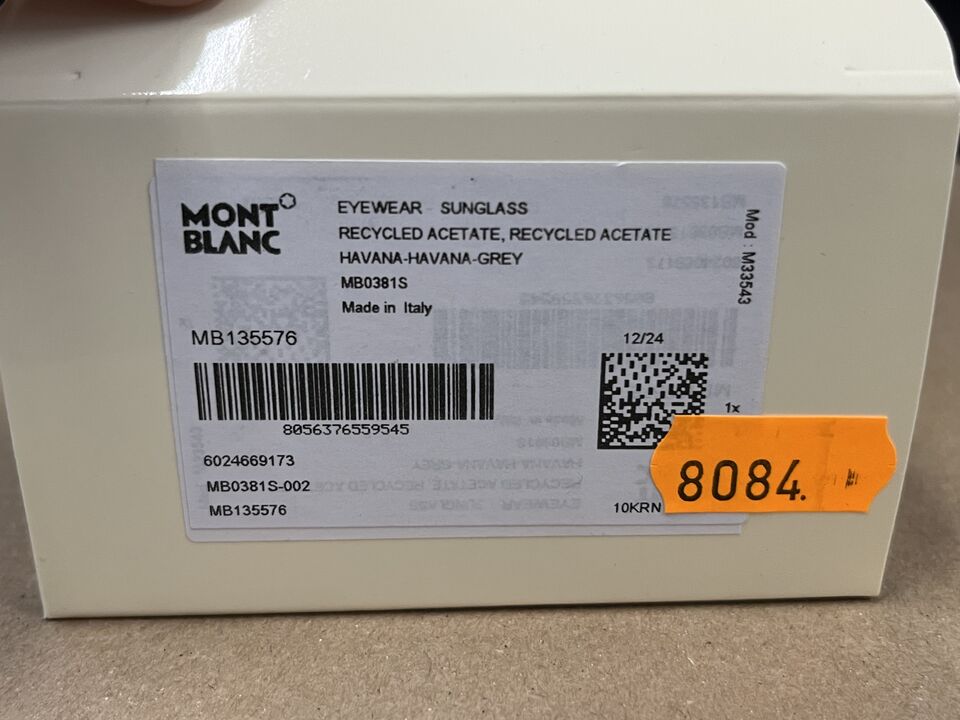 MONT
BLANC
EYEWEAR - SUNGLASS
RECYCLED ACETATE, RECYCLED ACETATE
HAVANA-HAVANA-GREY
MB0381S
Made in Italy
Mod : M33543
MB135576
12/24
8056376559545
1x
6024669173
MB0381S-002
MB135576
10KRN
8084.